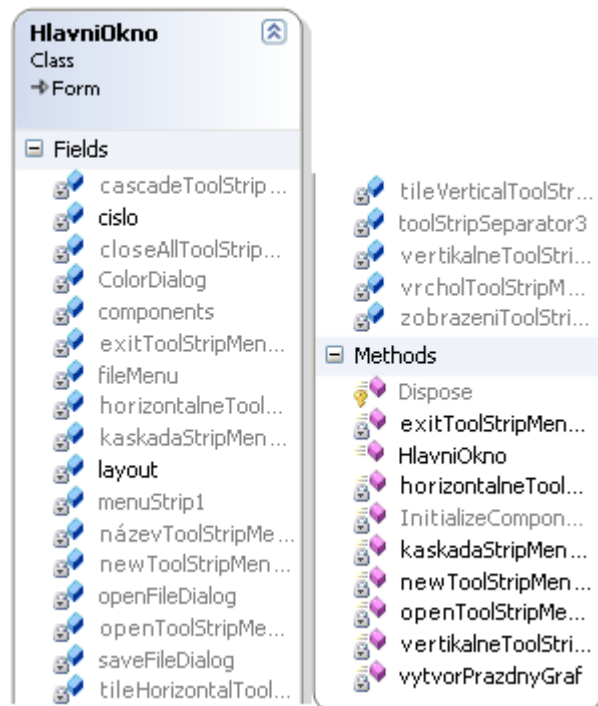 HlavniOkno
Class
Form
Fields
cascadeToolStrip...
cislo
closeAllToolStrip...
ColorDialog
components
exitToolStripMen...
fileMenu
horizontalneTool...
kaskadaStripMen...
layout
menuStrip1
názevToolStripMe...
newToolStripMen...
openFileDialog
openToolStripMe...
saveFileDialog
tileHorizontalTool...
tileVerticalToolStr...
toolStripSeparator3
vertikalneToolStri...
vrcholToolStripM...
zobrazeniToolStri...
Methods
Dispose
exitToolStripMen...
HlavniOkno
horizontalneTool...
InitializeCompon...
kaskadaStripMen...
newToolStripMen...
openToolStripMe...
vertikalneToolStri...
vytvorPrazdnyGraf